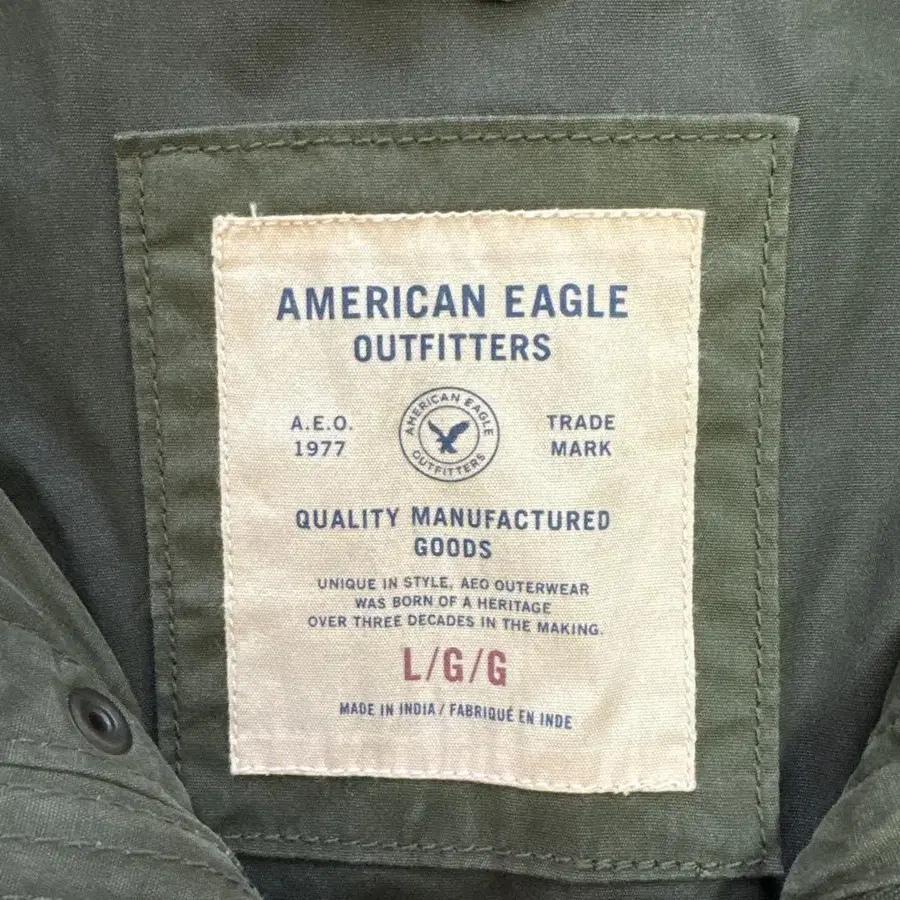 AMERICAN EAGLE
OUTFITTERS
A.E.O.
1977
AMERICAN EAGLE
OUTFITTERS
TRADE
MARK
QUALITY MANUFACTURED
GOODS
UNIQUE IN STYLE, AEO OUTERWEAR
WAS BORN OF A HERITAGE
OVER THREE DECADES IN THE MAKING.
L/G/G
MADE IN INDIA / FABRIQUÉ EN INDE